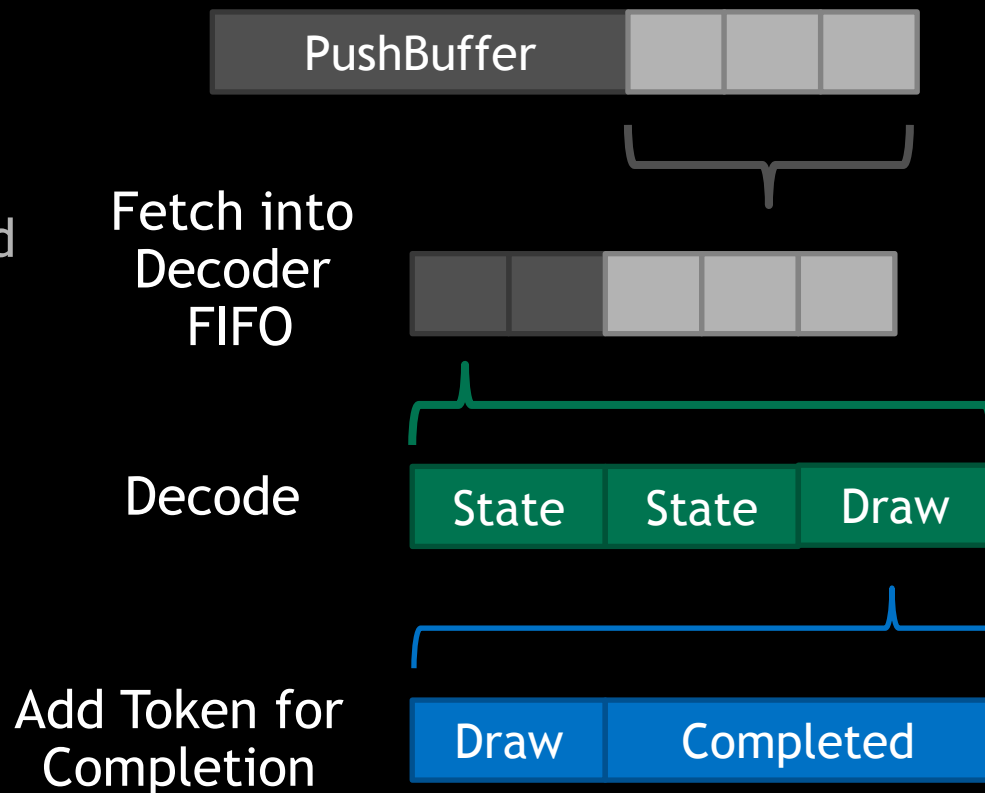 PushBuffer
Fetch into
Decoder
FIFO
Decode
State
State
Draw
Add Token for
Completion
Draw
Completed